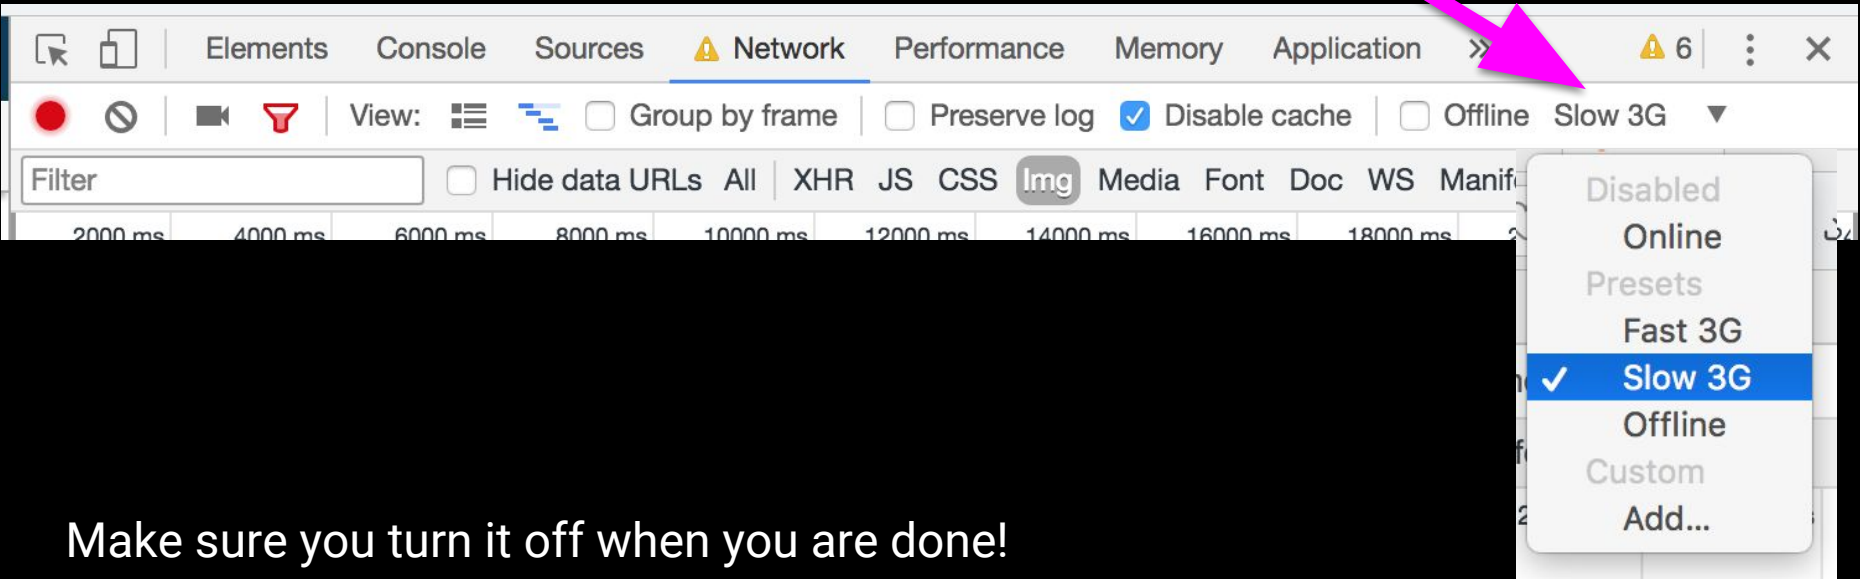 Elements Console Sources Network Performance Memory Application » 6
View: Group by frame Preserve log Disable cache Offline Slow 3G
Filter Hide data URLs All XHR JS CSS Img Media Font Doc WS Manif
2000 ms 4000 ms 6000 ms 8000 ms 10000 ms 12000 ms 14000 ms 16000 ms 18000 ms
Disabled
Online
Presets
Fast 3G
Slow 3G
Offline
Custom
Add...
Make sure you turn it off when you are done!